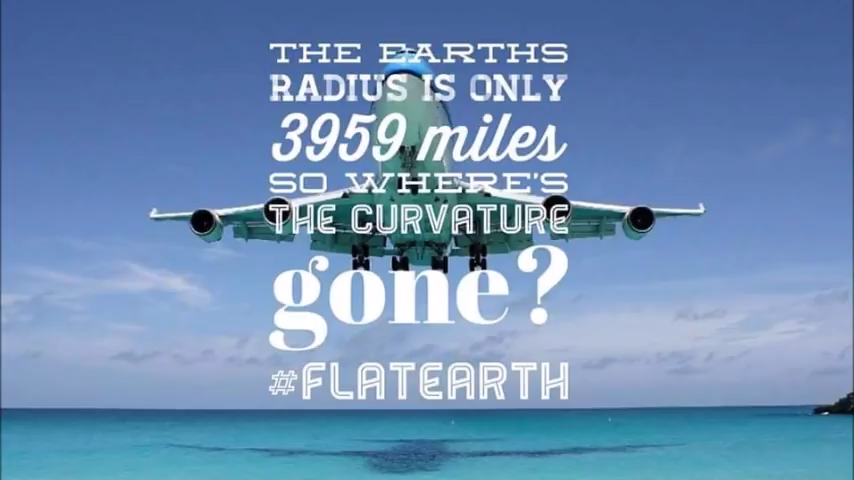 THE EARTHS
RADIUS IS ONLY
3959 miles
SO WHERE'S
THE CURVATURE
gone?
#FLATEARTH